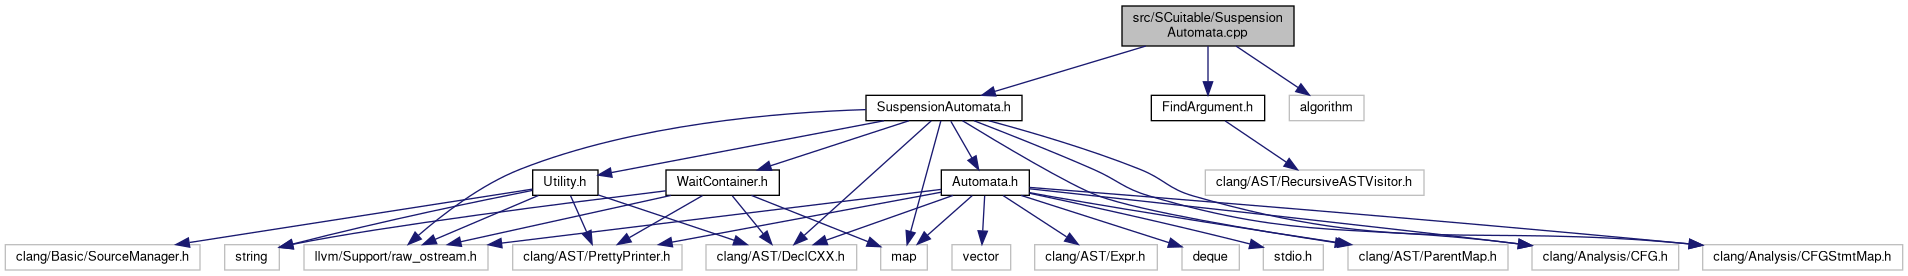 src/SCuitable/Suspension
Automata.cpp
SuspensionAutomata.h
FindArgument.h
algorithm
Utility.h
WaitContainer.h
Automata.h
clang/AST/RecursiveASTVisitor.h
clang/Basic/SourceManager.h
string
llvm/Support/raw_ostream.h
clang/AST/PrettyPrinter.h
clang/AST/DeclCXX.h
map
vector
clang/AST/Expr.h
deque
stdio.h
clang/AST/ParentMap.h
clang/Analysis/CFG.h
clang/Analysis/CFGStmtMap.h